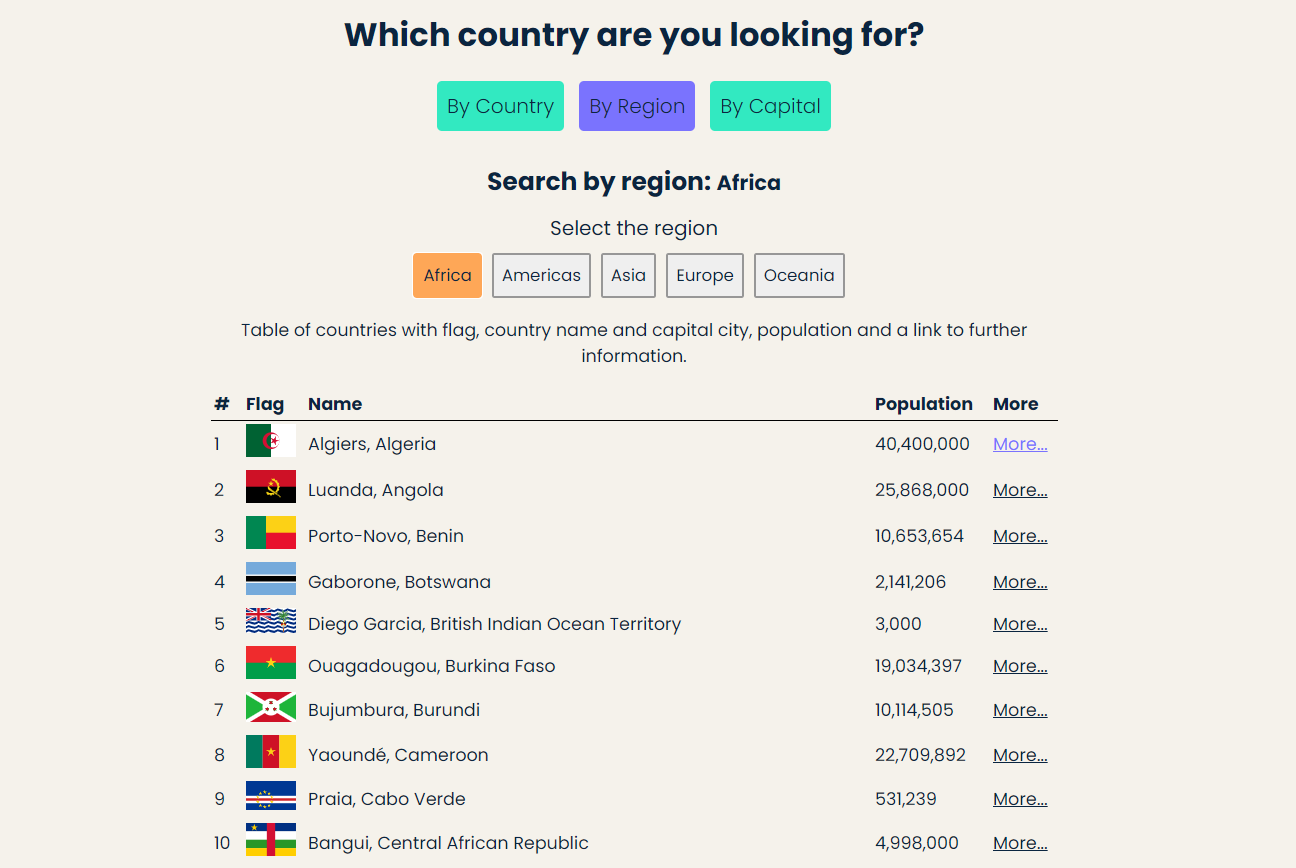 Which country are you looking for?
By Country By Region By Capital
Search by region: Africa
Select the region
Africa Americas Asia Europe Oceania
Table of countries with flag, country name and capital city, population and a link to further
information.
# Flag Name Population More
1 Algiers, Algeria 40,400,000 More...
2 Luanda, Angola 25,868,000 More...
3 Porto-Novo, Benin 10,653,654 More...
4 Gaborone, Botswana 2,141,206 More...
5 Diego Garcia, British Indian Ocean Territory 3,000 More...
6 Ouagadougou, Burkina Faso 19,034,397 More...
7 Bujumbura, Burundi 10,114,505 More...
8 Yaoundé, Cameroon 22,709,892 More...
9 Praia, Cabo Verde 531,239 More...
10 Bangui, Central African Republic 4,998,000 More...